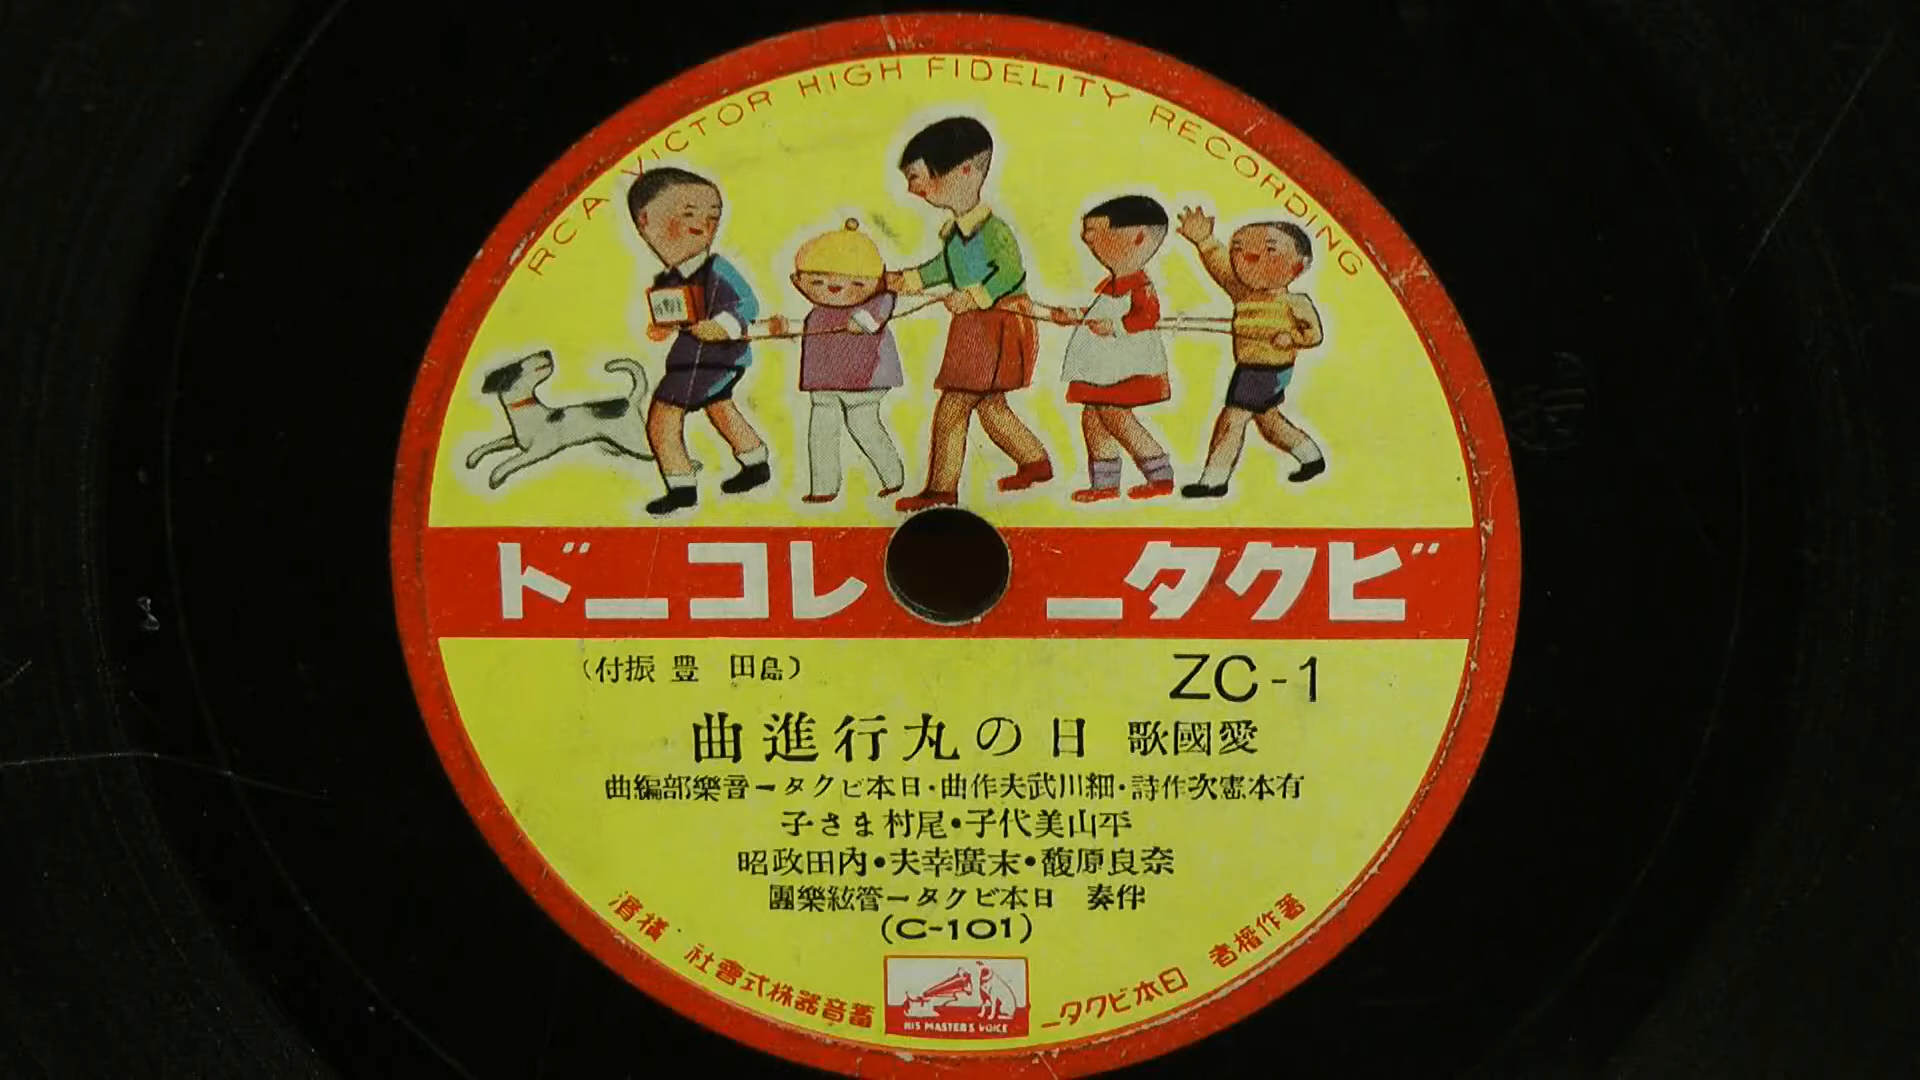 RCA VICTOR HIGH FIDELITY RECORDING
ビクターレコード
ZC-1
(島田 豊 振付)
愛國歌 日の丸行進曲
有本憲次作詩・細川武夫作曲・日本ビクター音樂部編曲
平山美代子・尾村まさ子
奈良原馥・末廣幸夫・內田政昭
伴奏 日本ビクター管絃樂團
(C-101)
著作權者 日本ビクター蓄音器株式會社 橫濱
HIS MASTER'S VOICE